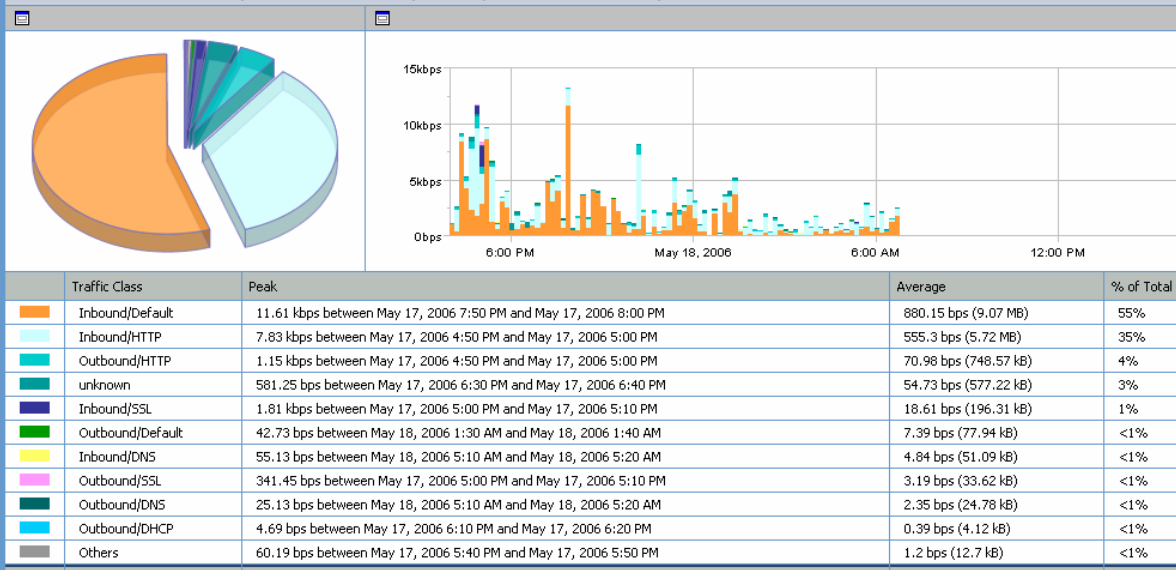 15kbps
10kbps
5kbps
0bps
6:00 PM May 18, 2006 6:00 AM 12:00 PM
Traffic Class Peak Average % of Total
Inbound/Default 11.61 kbps between May 17, 2006 7:50 PM and May 17, 2006 8:00 PM 880.15 bps (9.07 MB) 55%
Inbound/HTTP 7.83 kbps between May 17, 2006 4:50 PM and May 17, 2006 5:00 PM 555.3 bps (5.72 MB) 35%
Outbound/HTTP 1.15 kbps between May 17, 2006 4:50 PM and May 17, 2006 5:00 PM 70.98 bps (748.57 kB) 4%
unknown 581.25 bps between May 17, 2006 6:30 PM and May 17, 2006 6:40 PM 54.73 bps (577.22 kB) 3%
Inbound/SSL 1.81 kbps between May 17, 2006 5:00 PM and May 17, 2006 5:10 PM 18.61 bps (196.31 kB) 1%
Outbound/Default 42.73 bps between May 18, 2006 1:30 AM and May 18, 2006 1:40 AM 7.39 bps (77.94 kB) <1%
Inbound/DNS 55.13 bps between May 18, 2006 5:10 AM and May 18, 2006 5:20 AM 4.84 bps (51.09 kB) <1%
Outbound/SSL 341.45 bps between May 17, 2006 5:00 PM and May 17, 2006 5:10 PM 3.19 bps (33.62 kB) <1%
Outbound/DNS 25.13 bps between May 18, 2006 5:10 AM and May 18, 2006 5:20 AM 2.35 bps (24.78 kB) <1%
Outbound/DHCP 4.69 bps between May 17, 2006 6:10 PM and May 17, 2006 6:20 PM 0.39 bps (4.12 kB) <1%
Others 60.19 bps between May 17, 2006 5:40 PM and May 17, 2006 5:50 PM 1.2 bps (12.7 kB) <1%